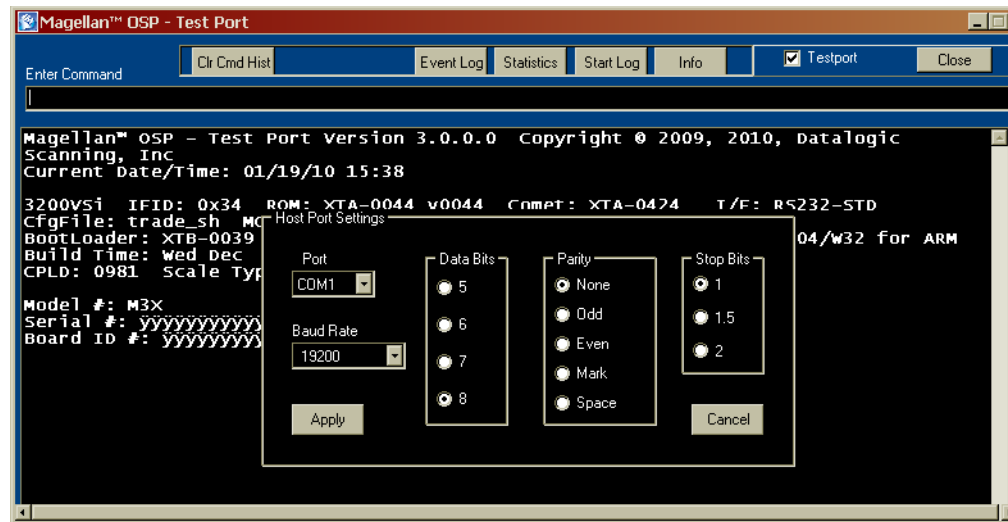 Magellan™ OSP - Test Port
Enter Command
Clr Cmd Hist
Event Log
Statistics
Start Log
Info
Testport
Close
Magellan™ OSP – Test Port Version 3.0.0.0 Copyright © 2009, 2010, Datalogic
Scanning, Inc
Current Date/Time: 01/19/10 15:38
3200VSi IFID: 0x34 ROM: XTA-0044 v0044 Comet: XTA-0424 I/F: RS232-STD
CfgFile: trade_sh
BootLoader: XTB-0039 04/W32 for ARM
Build Time: Wed Dec
CPLD: 0981 Scale Typ
Model #: M3X
Serial #: ÿÿÿÿÿÿÿÿÿÿÿ
Board ID #: ÿÿÿÿÿÿÿÿÿ
Host Port Settings
Port
COM1
Baud Rate
19200
Apply
Data Bits
5
6
7
8
Parity
None
Odd
Even
Mark
Space
Stop Bits
1
1.5
2
Cancel